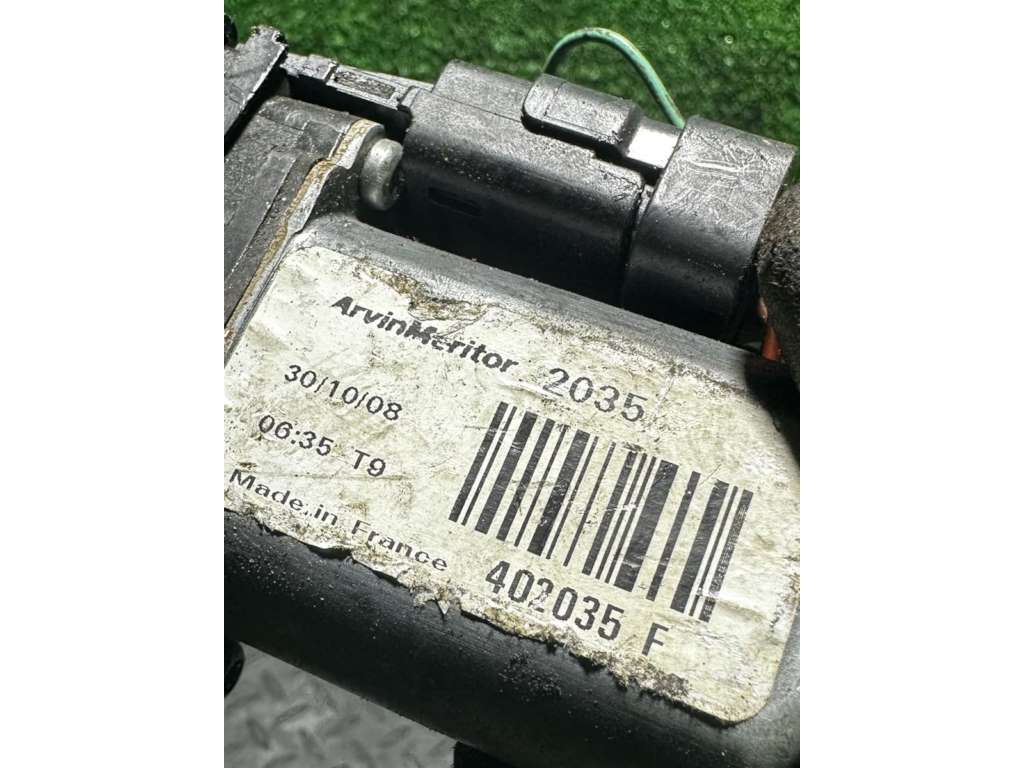 ArvinMeritor 2035
30/10/08
06:35 T9
Made in France
402035 F